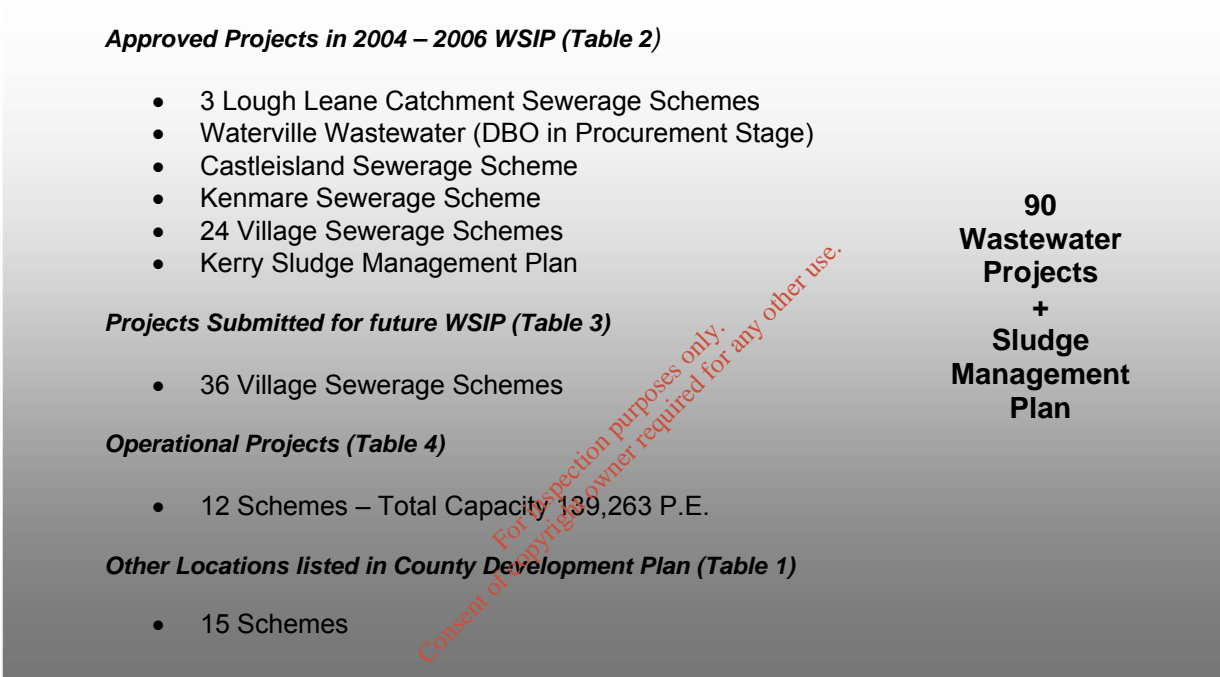 Approved Projects in 2004 – 2006 WSIP (Table 2)
• 3 Lough Leane Catchment Sewerage Schemes
• Waterville Wastewater (DBO in Procurement Stage)
• Castleisland Sewerage Scheme
• Kenmare Sewerage Scheme
• 24 Village Sewerage Schemes
• Kerry Sludge Management Plan
Projects Submitted for future WSIP (Table 3)
• 36 Village Sewerage Schemes
Operational Projects (Table 4)
• 12 Schemes – Total Capacity 139,263 P.E.
Other Locations listed in County Development Plan (Table 1)
• 15 Schemes
90
Wastewater
Projects
+
Sludge
Management
Plan
For inspection purposes only.
Consent of copyright owner required for any other use.